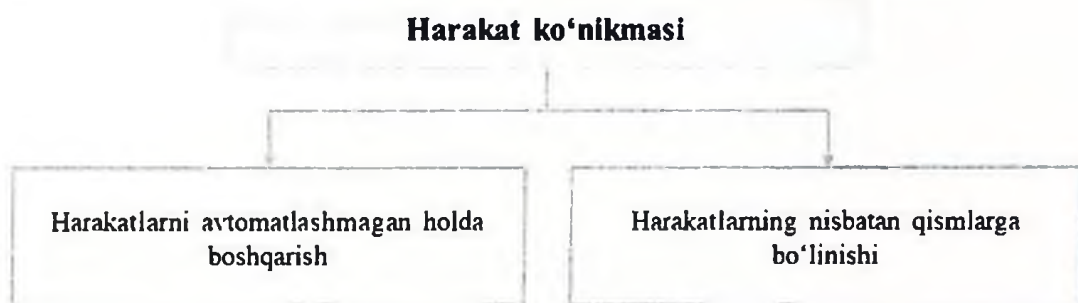 Harakat ko‘nikmasi
Harakatlarni avtomatlashmagan holda
boshqarish
Harakatlarning nisbatan qismlarga
bo‘linishi